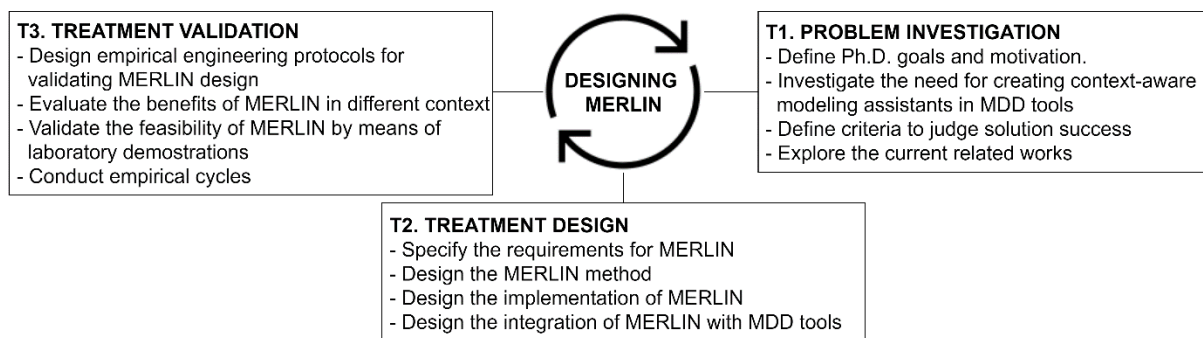 T3. TREATMENT VALIDATION
- Design empirical engineering protocols for
validating MERLIN design
- Evaluate the benefits of MERLIN in different context
- Validate the feasibility of MERLIN by means of
laboratory demostrations
- Conduct empirical cycles
DESIGNING
MERLIN
T1. PROBLEM INVESTIGATION
- Define Ph.D. goals and motivation.
- Investigate the need for creating context-aware
modeling assistants in MDD tools
- Define criteria to judge solution success
- Explore the current related works
T2. TREATMENT DESIGN
- Specify the requirements for MERLIN
- Design the MERLIN method
- Design the implementation of MERLIN
- Design the integration of MERLIN with MDD tools